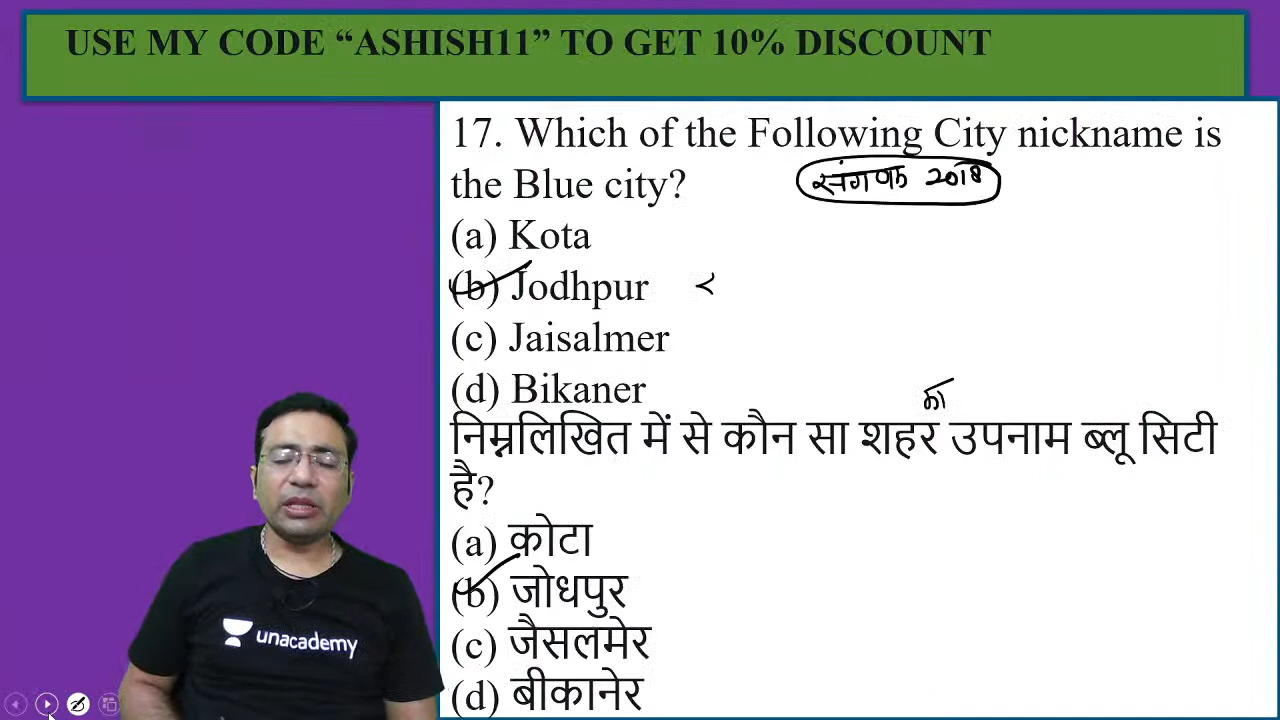 USE MY CODE “ASHISH11” TO GET 10% DISCOUNT
17. Which of the Following City nickname is
the Blue city?
संगणक 2018
(a) Kota
(b) Jodhpur
(c) Jaisalmer
(d) Bikaner
का
निम्नलिखित में से कौन सा शहर उपनाम ब्लू सिटी
है?
(a) कोटा
(b) जोधपुर
(c) जैसलमेर
(d) बीकानेर
unacademy